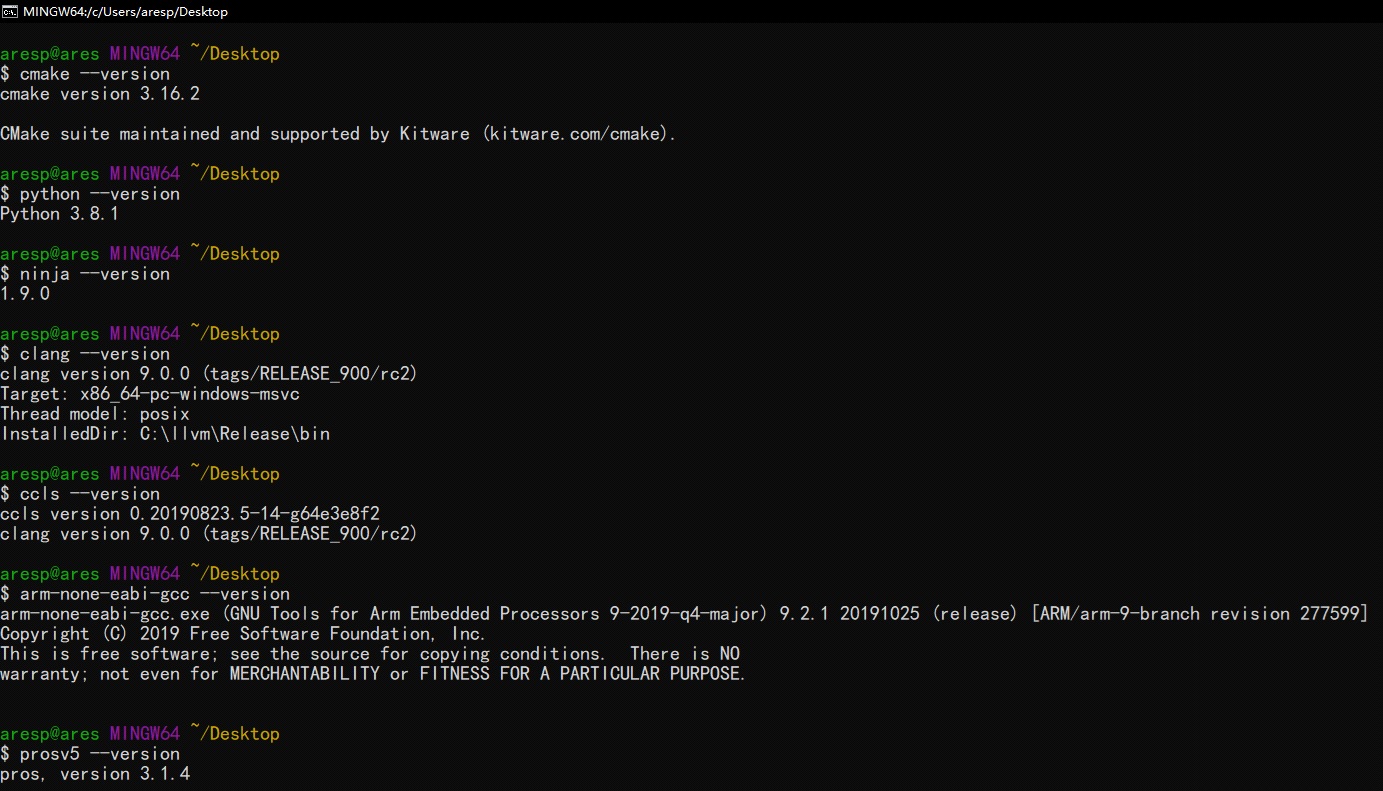 MINGW64:/c/Users/aresp/Desktop
aresp@ares MINGW64 ~/Desktop
$ cmake --version
cmake version 3.16.2
CMake suite maintained and supported by Kitware (kitware.com/cmake).
aresp@ares MINGW64 ~/Desktop
$ python --version
Python 3.8.1
aresp@ares MINGW64 ~/Desktop
$ ninja --version
1.9.0
aresp@ares MINGW64 ~/Desktop
$ clang --version
clang version 9.0.0 (tags/RELEASE_900/rc2)
Target: x86_64-pc-windows-msvc
Thread model: posix
InstalledDir: C:\llvm\Release\bin
aresp@ares MINGW64 ~/Desktop
$ ccls --version
ccls version 0.20190823.5-14-g64e3e8f2
clang version 9.0.0 (tags/RELEASE_900/rc2)
aresp@ares MINGW64 ~/Desktop
$ arm-none-eabi-gcc --version
arm-none-eabi-gcc.exe (GNU Tools for Arm Embedded Processors 9-2019-q4-major) 9.2.1 20191025 (release) [ARM/arm-9-branch revision 277599]
Copyright (C) 2019 Free Software Foundation, Inc.
This is free software; see the source for copying conditions.  There is NO
warranty; not even for MERCHANTABILITY or FITNESS FOR A PARTICULAR PURPOSE.
aresp@ares MINGW64 ~/Desktop
$ prosv5 --version
pros, version 3.1.4